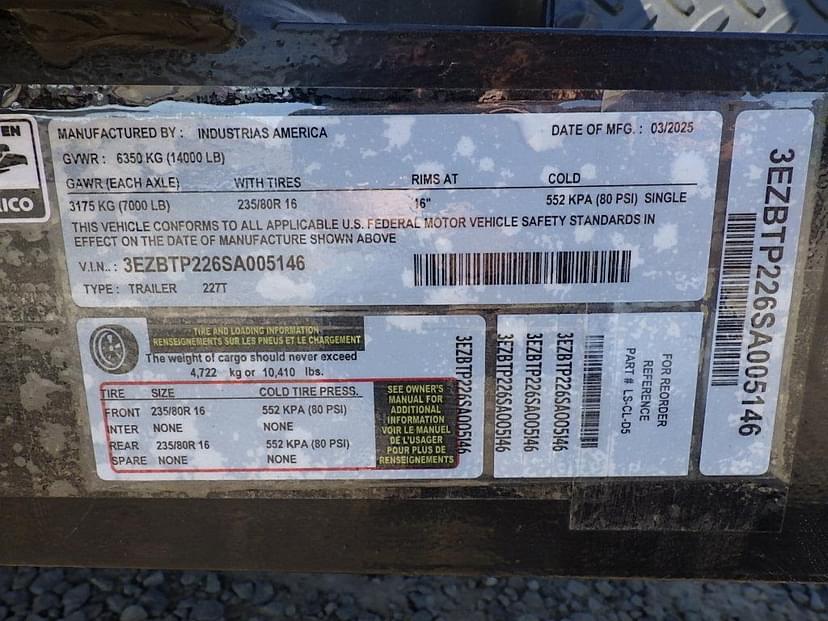 MANUFACTURED BY : INDUSTRIAS AMERICA
DATE OF MFG. : 03/2025
GVWR : 6350 KG (14000 LB)
GAWR (EACH AXLE) WITH TIRES RIMS AT COLD
3175 KG (7000 LB) 235/80R 16 16" 552 KPA (80 PSI) SINGLE
THIS VEHICLE CONFORMS TO ALL APPLICABLE U.S. FEDERAL MOTOR VEHICLE SAFETY STANDARDS IN
EFFECT ON THE DATE OF MANUFACTURE SHOWN ABOVE
V.I.N.. : 3EZBTP226SA005146
TYPE : TRAILER 227T
TIRE AND LOADING INFORMATION
RENSEIGNEMENTS SUR LES PNEUS ET LE CHARGEMENT
The weight of cargo should never exceed
4,722 kg or 10,410 lbs.
TIRE SIZE COLD TIRE PRESS.
FRONT 235/80R 16 552 KPA (80 PSI)
INTER NONE NONE
REAR 235/80R 16 552 KPA (80 PSI)
SPARE NONE NONE
SEE OWNER'S
MANUAL FOR
ADDITIONAL
INFORMATION
VOIR LE MANUEL
DE L'USAGER
POUR PLUS DE
RENSEIGNEMENTS
3EZBTP226SA005146
3EZBTP226SA005146
3EZBTP226SA005146
3EZBTP226SA005146
FOR REORDER
REFERENCE
PART # LS-CL-D5
3EZBTP226SA005146